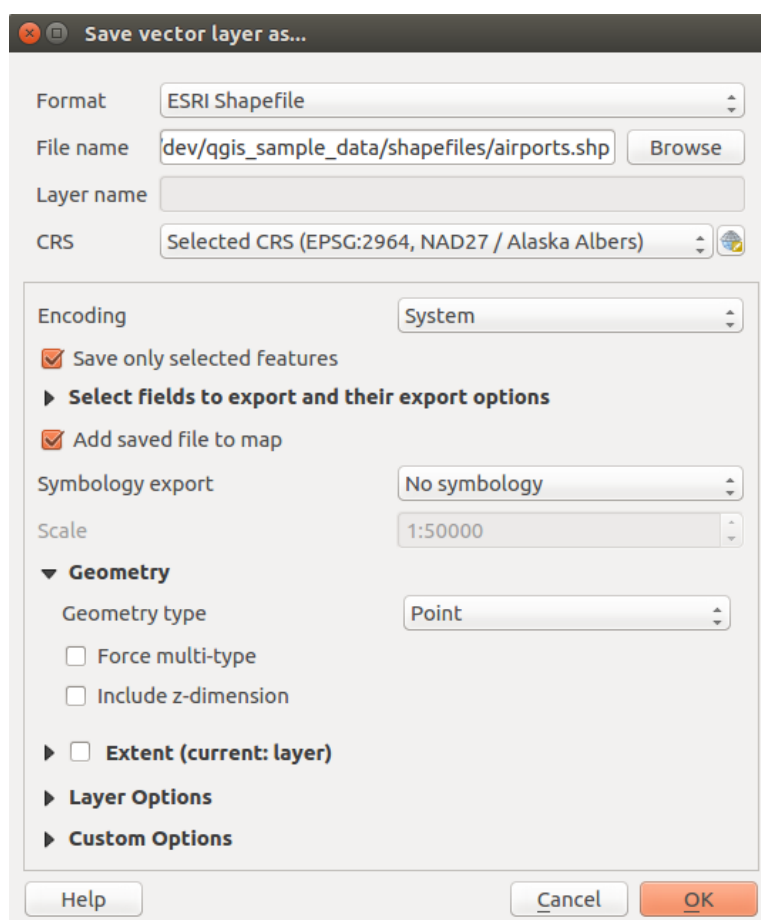 Save vector layer as...
Format ESRI Shapefile
File name /dev/qgis_sample_data/shapefiles/airports.shp Browse
Layer name
CRS Selected CRS (EPSG:2964, NAD27 / Alaska Albers)
Encoding System
Save only selected features
Select fields to export and their export options
Add saved file to map
Symbology export No symbology
Scale 1:50000
Geometry
Geometry type Point
Force multi-type
Include z-dimension
Extent (current: layer)
Layer Options
Custom Options
Help Cancel OK